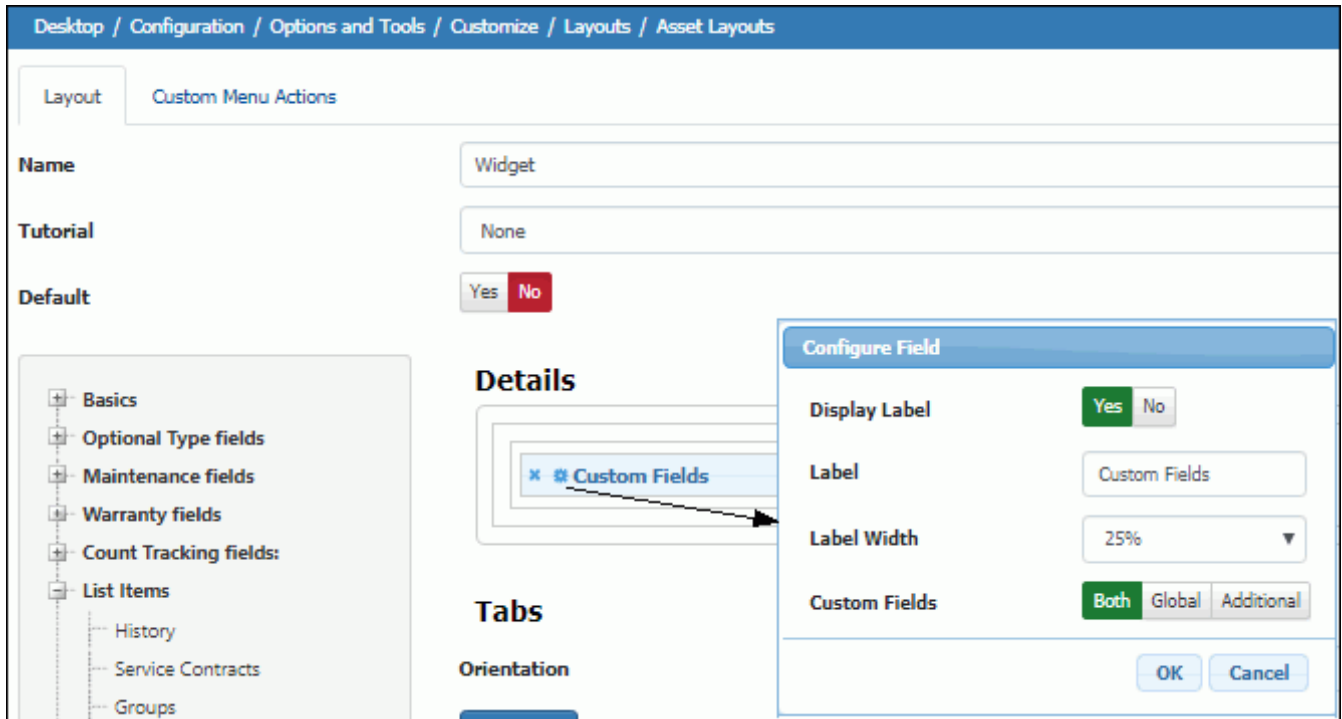 Desktop / Configuration / Options and Tools / Customize / Layouts / Asset Layouts
Layout Custom Menu Actions
Name Widget
Tutorial None
Default Yes No
Basics
Optional Type fields
Maintenance fields
Warranty fields
Count Tracking fields:
List Items
History
Service Contracts
Groups
Details
Custom Fields
Tabs
Orientation
Configure Field
Display Label Yes No
Label Custom Fields
Label Width 25%
Custom Fields Both Global Additional
OK Cancel